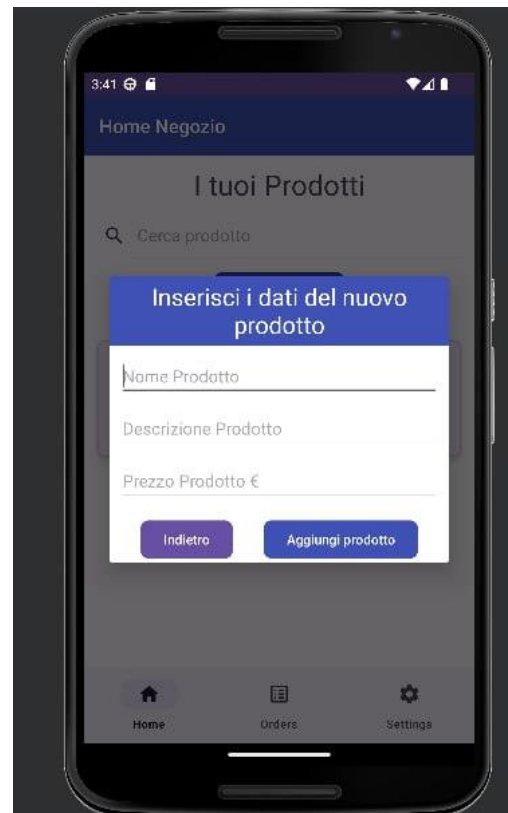 3:41
Home Negozio
I tuoi Prodotti
Cerca prodotto
Inserisci i dati del nuovo
prodotto
Nome Prodotto
Descrizione Prodotto
Prezzo Prodotto €
Indietro
Aggiungi prodotto
Home
Orders
Settings